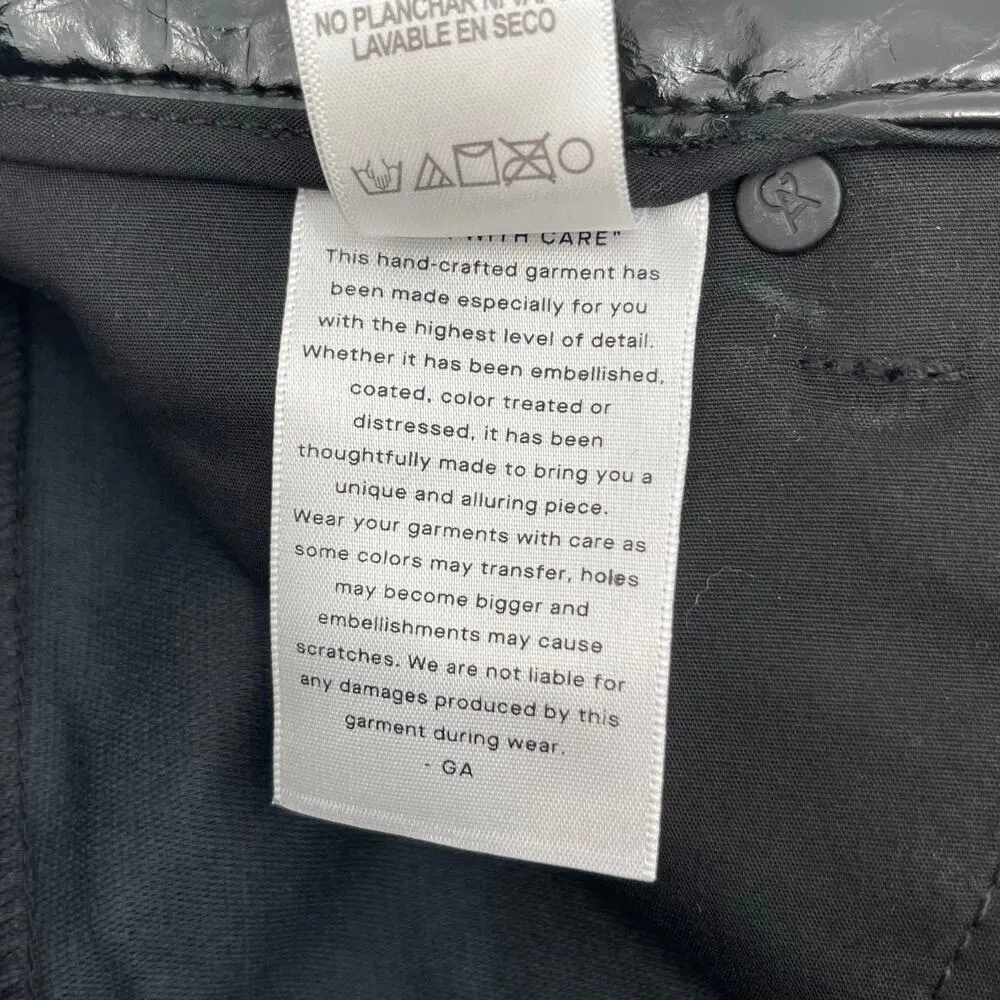 NO PLANCHAR NI
LAVABLE EN SECO
WITH CARE"
This hand-crafted garment has
been made especially for you
with the highest level of detail.
Whether it has been embellished,
coated, color treated or
distressed, it has been
thoughtfully made to bring you a
unique and alluring piece.
Wear your garments with care as
some colors may transfer, holes
may become bigger and
embellishments may cause
scratches. We are not liable for
any damages produced by this
garment during wear.
- GA